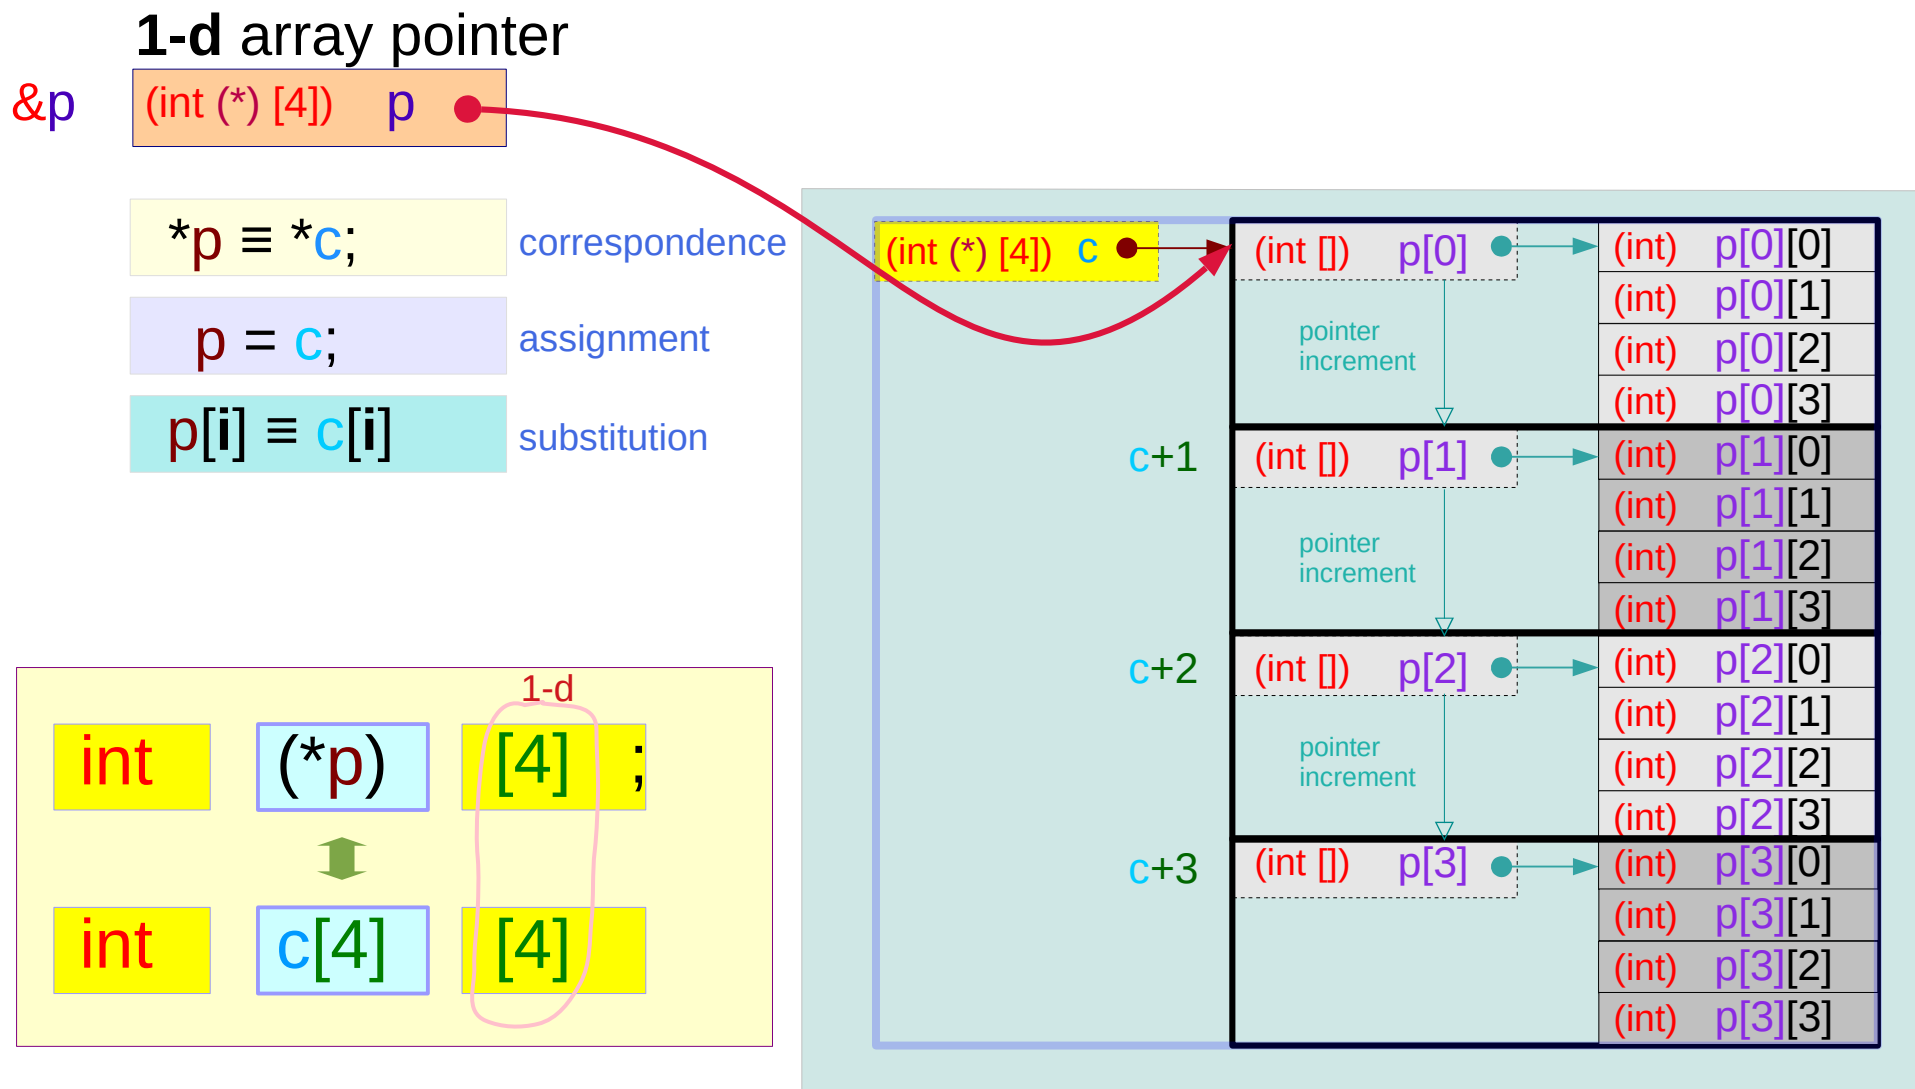 1-d array pointer
&p (int (*) [4]) p
*p ≡ *c; correspondence
p = c; assignment
p[i] ≡ c[i] substitution
1-d
int (*p) [4] ;
int c[4] [4]
(int (*) [4]) c
(int []) p[0]
(int) p[0][0]
(int) p[0][1]
(int) p[0][2]
(int) p[0][3]
pointer
increment
c+1
(int []) p[1]
(int) p[1][0]
(int) p[1][1]
(int) p[1][2]
(int) p[1][3]
pointer
increment
c+2
(int []) p[2]
(int) p[2][0]
(int) p[2][1]
(int) p[2][2]
(int) p[2][3]
pointer
increment
c+3
(int []) p[3]
(int) p[3][0]
(int) p[3][1]
(int) p[3][2]
(int) p[3][3]